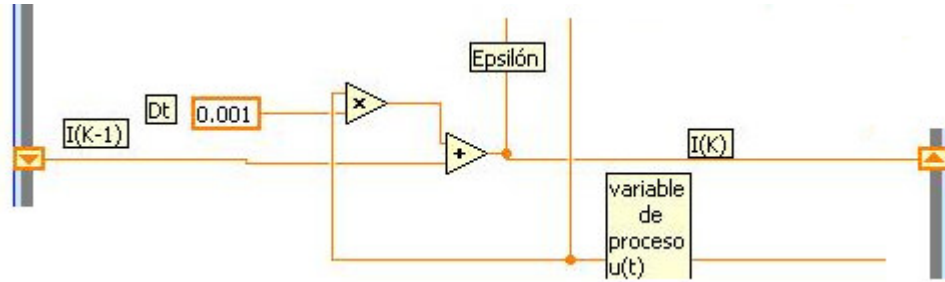 Epsilón
Dt
0.001
x
I(K-1)
+
I(K)
variable
de
proceso
u(t)